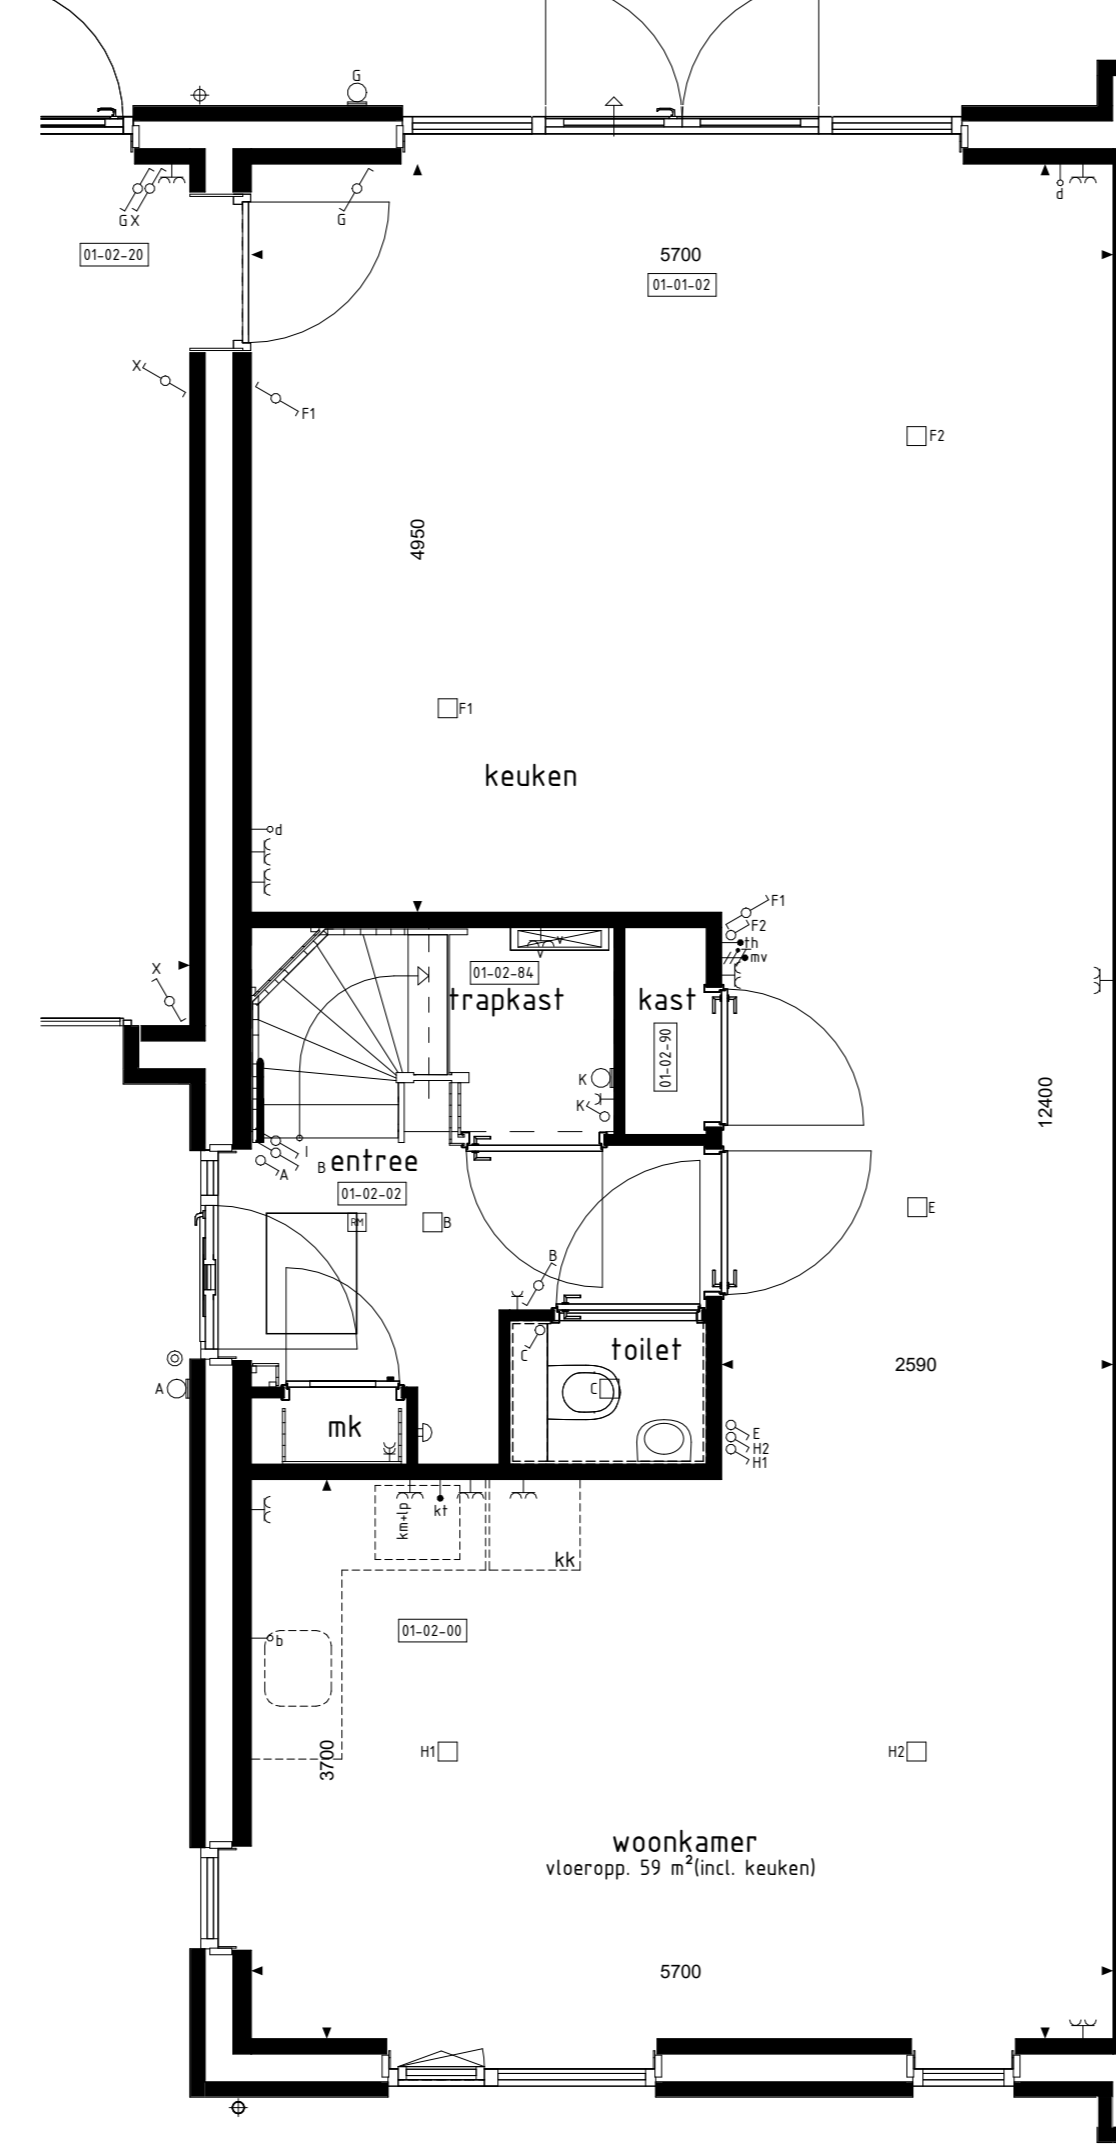 G
G X
G
d
01-02-20
5700
01-01-02
X
F1
F2
4950
F1
keuken
d
F1
F2
th
mv
X
01-02-84
trapkast
kast
01-02-90
K
K
12400
I
B
entree
A
01-02-02
RM
B
E
B
C
toilet
C
2590
A
mk
E
H2
H1
km+lp
kt
kk
01-02-00
b
3700
H1
H2
woonkamer
vloeropp. 59 m²(incl. keuken)
5700